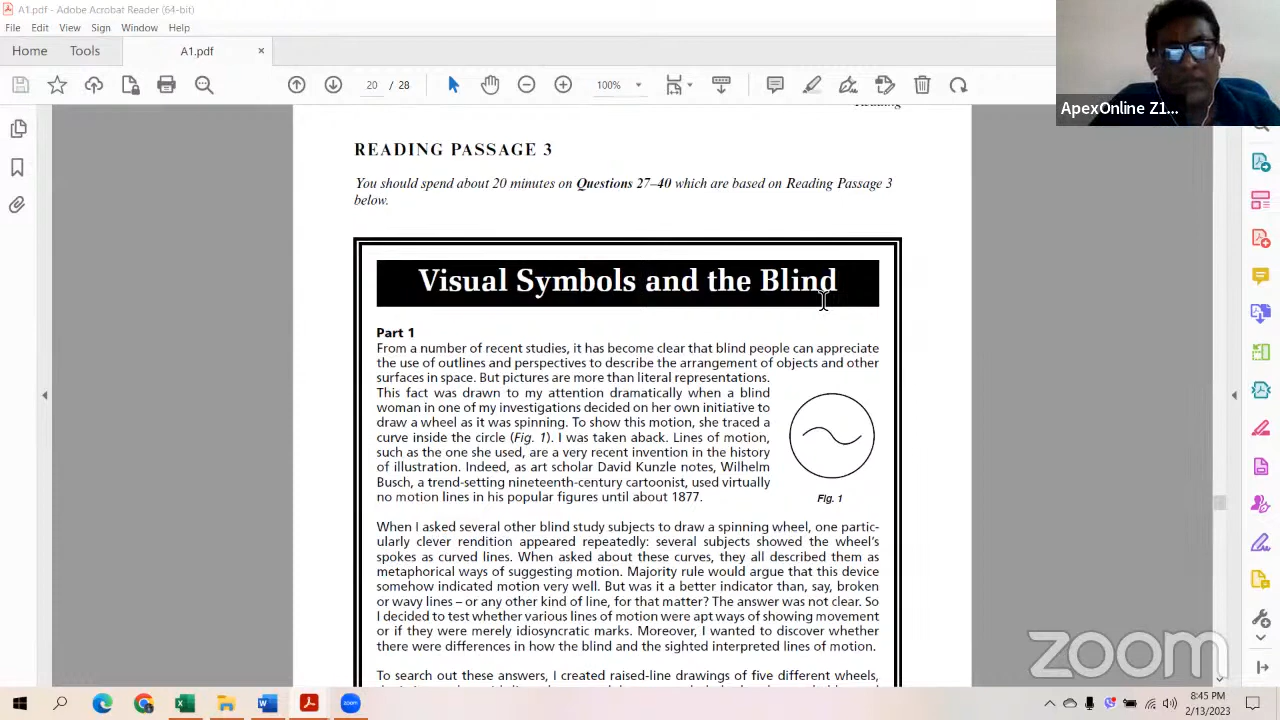 A1.pdf - Adobe Acrobat Reader (64-bit)
File Edit View Sign Window Help
Home Tools A1.pdf ×
20 / 28 100%
ApexOnline Z1...
Reading
READING PASSAGE 3
You should spend about 20 minutes on Questions 27–40 which are based on Reading Passage 3
below.
Visual Symbols and the Blind
Part 1
From a number of recent studies, it has become clear that blind people can appreciate
the use of outlines and perspectives to describe the arrangement of objects and other
surfaces in space. But pictures are more than literal representations.
This fact was drawn to my attention dramatically when a blind
woman in one of my investigations decided on her own initiative to
draw a wheel as it was spinning. To show this motion, she traced a
curve inside the circle (Fig. 1). I was taken aback. Lines of motion,
such as the one she used, are a very recent invention in the history
of illustration. Indeed, as art scholar David Kunzle notes, Wilhelm
Busch, a trend-setting nineteenth-century cartoonist, used virtually
no motion lines in his popular figures until about 1877.
Fig. 1
When I asked several other blind study subjects to draw a spinning wheel, one partic-
ularly clever rendition appeared repeatedly: several subjects showed the wheel's
spokes as curved lines. When asked about these curves, they all described them as
metaphorical ways of suggesting motion. Majority rule would argue that this device
somehow indicated motion very well. But was it a better indicator than, say, broken
or wavy lines – or any other kind of line, for that matter? The answer was not clear. So
I decided to test whether various lines of motion were apt ways of showing movement
or if they were merely idiosyncratic marks. Moreover, I wanted to discover whether
there were differences in how the blind and the sighted interpreted lines of motion.
To search out these answers, I created raised-line drawings of five different wheels,
zoom
8:45 PM
2/13/2023